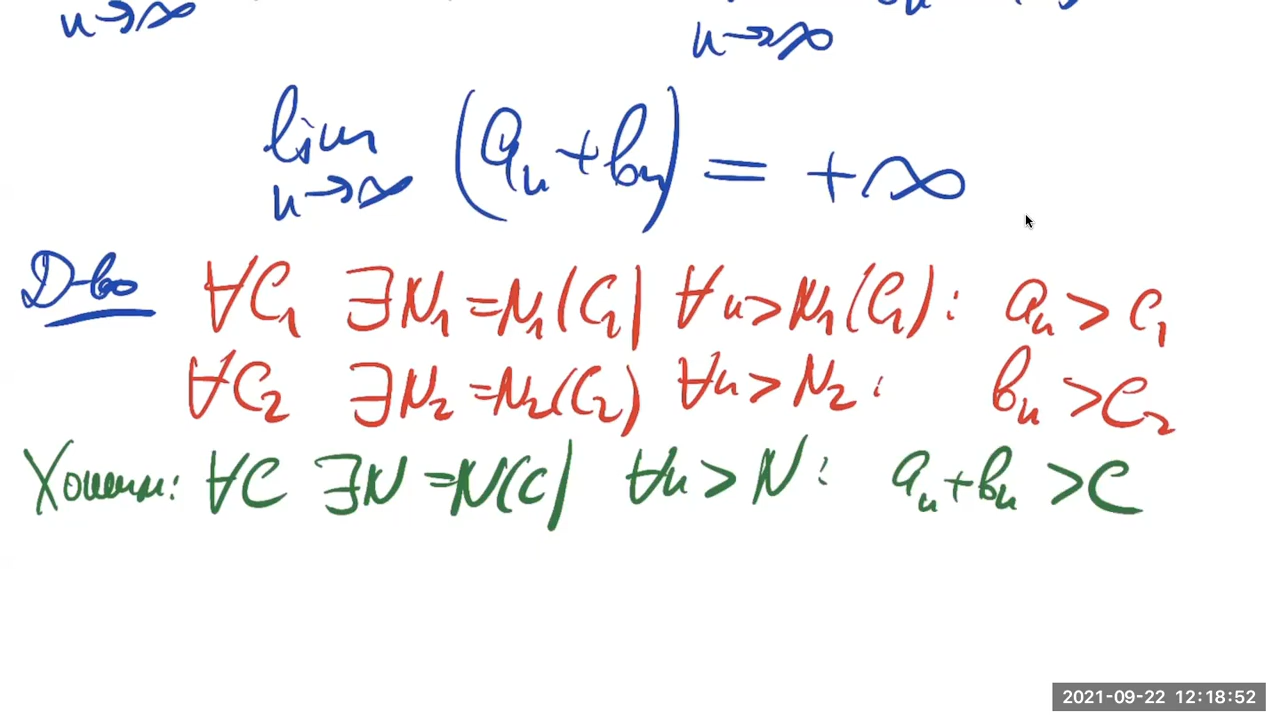 n→∞ n→∞
lim (aₙ+bₙ) = +∞
n→∞
Д-во ∀C₁ ∃N₁=N₁(C₁) ∀n>N₁(C₁): aₙ>C₁
∀C₂ ∃N₂=N₂(C₂) ∀n>N₂: bₙ>C₂
Хотим: ∀C ∃N=N(C) ∀n>N: aₙ+bₙ>C
2021-09-22 12:18:52